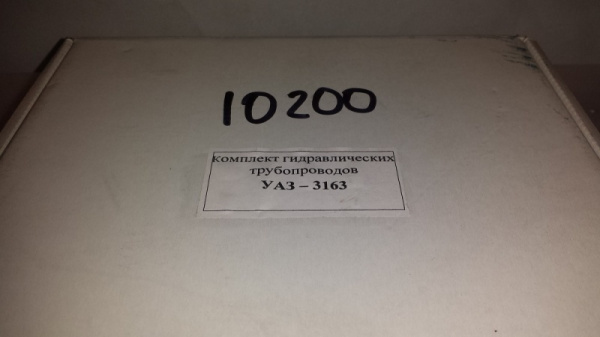 10200
Комплект гидравлических
трубопроводов
УАЗ – 3163